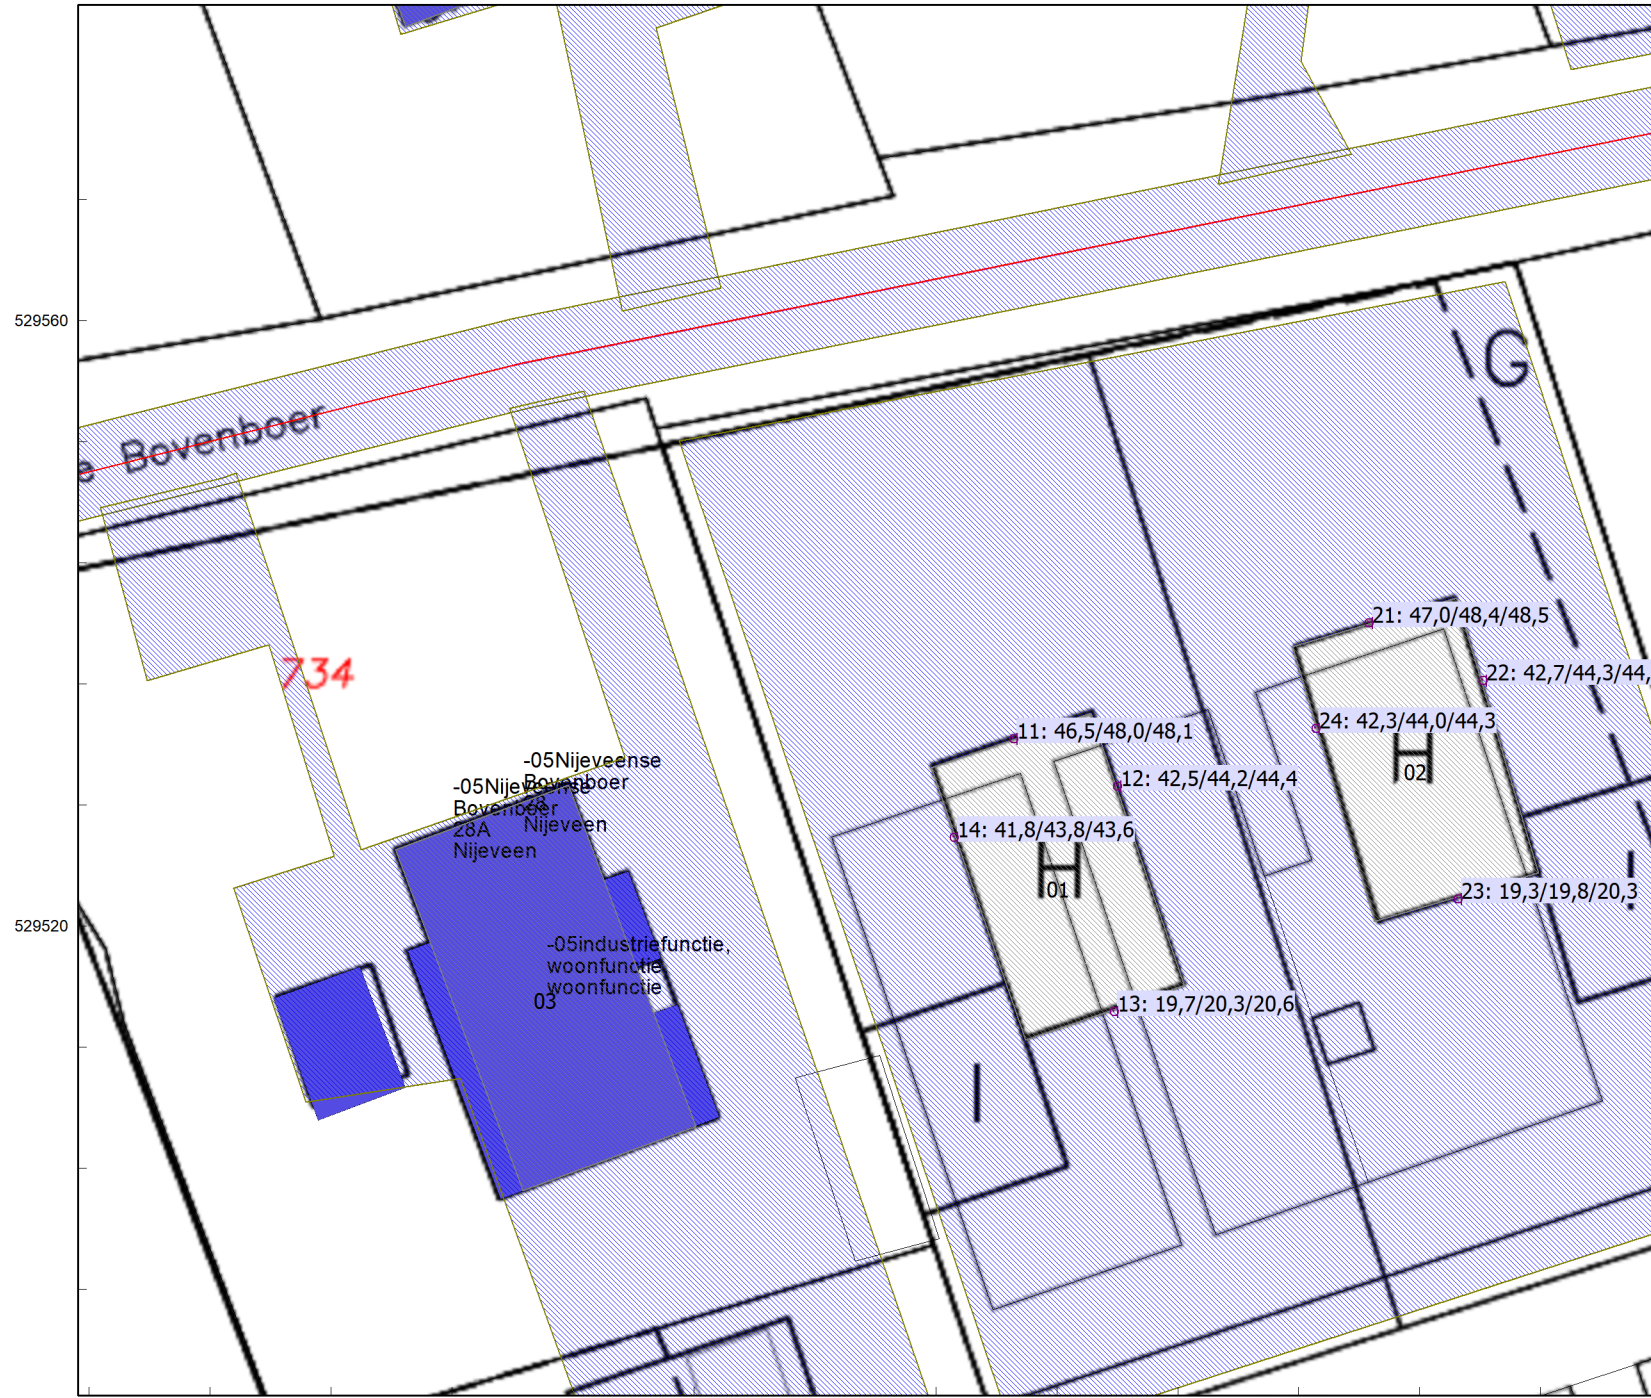 529560
G
Bovenboer
21: 47,0/48,4/48,5
734
22: 42,7/44,3/44,
24: 42,3/44,0/44,3
11: 46,5/48,0/48,1
H
02
-05Nijeveense
Bovenboer
28
Nijeveen
-05Nijeveense
Bovenboer
28A
Nijeveen
12: 42,5/44,2/44,4
14: 41,8/43,8/43,6
H
01
23: 19,3/19,8/20,3
529520
-05industriefunctie,
woonfunctie
woonfunctie
03
13: 19,7/20,3/20,6
I
I